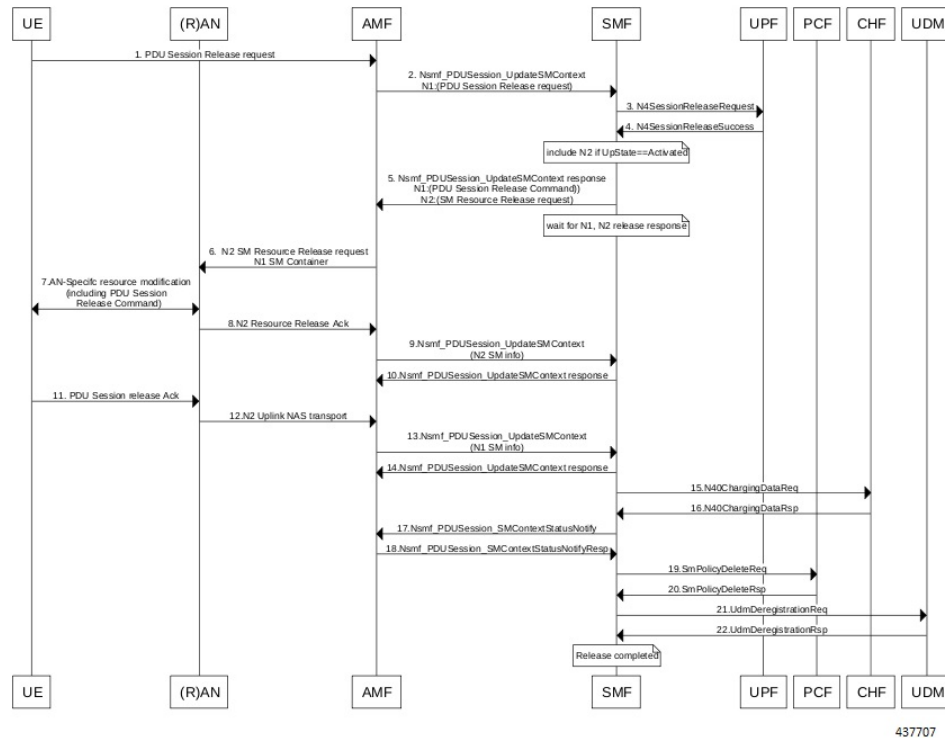 UE (R)AN AMF SMF UPF PCF CHF UDM
1. PDU Session Release request
2. Nsmf_PDUSession_UpdateSMContext
N1:(PDU Session Release request)
3. N4SessionReleaseRequest
4. N4SessionReleaseSuccess
include N2 if UpState==Activated
5. Nsmf_PDUSession_UpdateSMContext response
N1:(PDU Session Release Command))
N2:(SM Resource Release request)
wait for N1, N2 release response
6. N2 SM Resource Release request
N1 SM Container
7.AN-Specifc resource modification
(including PDU Session
Release Command)
8.N2 Resource Release Ack
9.Nsmf_PDUSession_UpdateSMContext
(N2 SM info)
10.Nsmf_PDUSession_UpdateSMContext response
11. PDU Session release Ack
12.N2 Uplink NAS transport
13.Nsmf_PDUSession_UpdateSMContext
(N1 SM info)
14.Nsmf_PDUSession_UpdateSMContext response
15.N40ChargingDataReq
16.N40ChargingDataRsp
17.Nsmf_PDUSession_SMContextStatusNotify
18.Nsmf_PDUSession_SMContextStatusNotifyResp
19.SmPolicyDeleteReq
20.SmPolicyDeleteRsp
21.UdmDeregistrationReq
22.UdmDeregistrationRsp
Release completed
UE (R)AN AMF SMF UPF PCF CHF UDM
437707